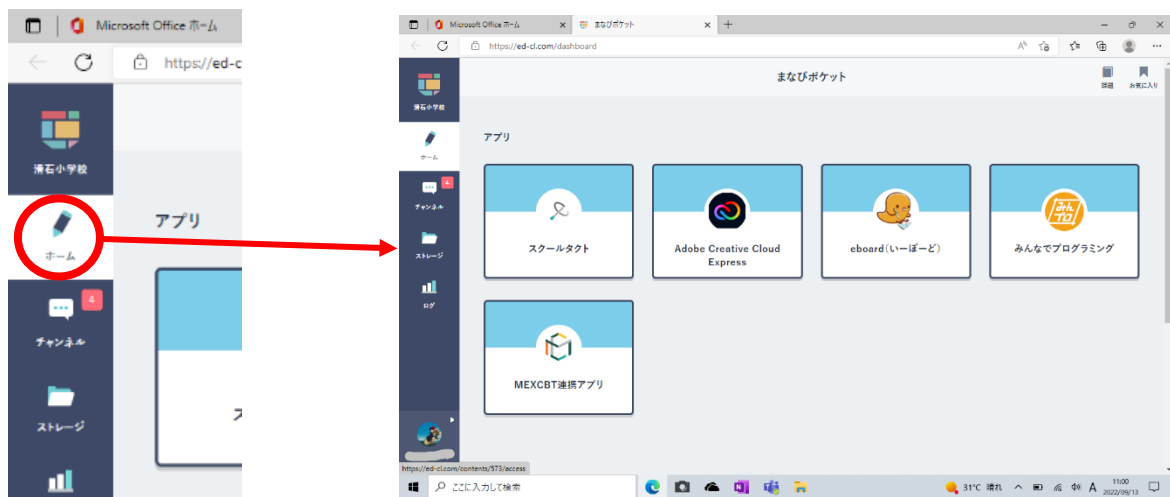 Microsoft Office ホーム
https://ed-c
滑石小学校
ホーム
アプリ
4
チャンネル
ストレージ
Microsoft Office ホーム
まなびポケット
https://ed-cl.com/dashboard
まなびポケット
課題
お気に入り
滑石小学校
ホーム
4
チャンネル
ストレージ
ログ
アプリ
スクールタクト
Adobe Creative Cloud
Express
eboard(いーぼーど)
みんプロ
みんなでプログラミング
MEXCBT連携アプリ
https://ed-cl.com/contents/573/access
ここに入力して検索
31°C 晴れ
A
11:00
2022/09/13